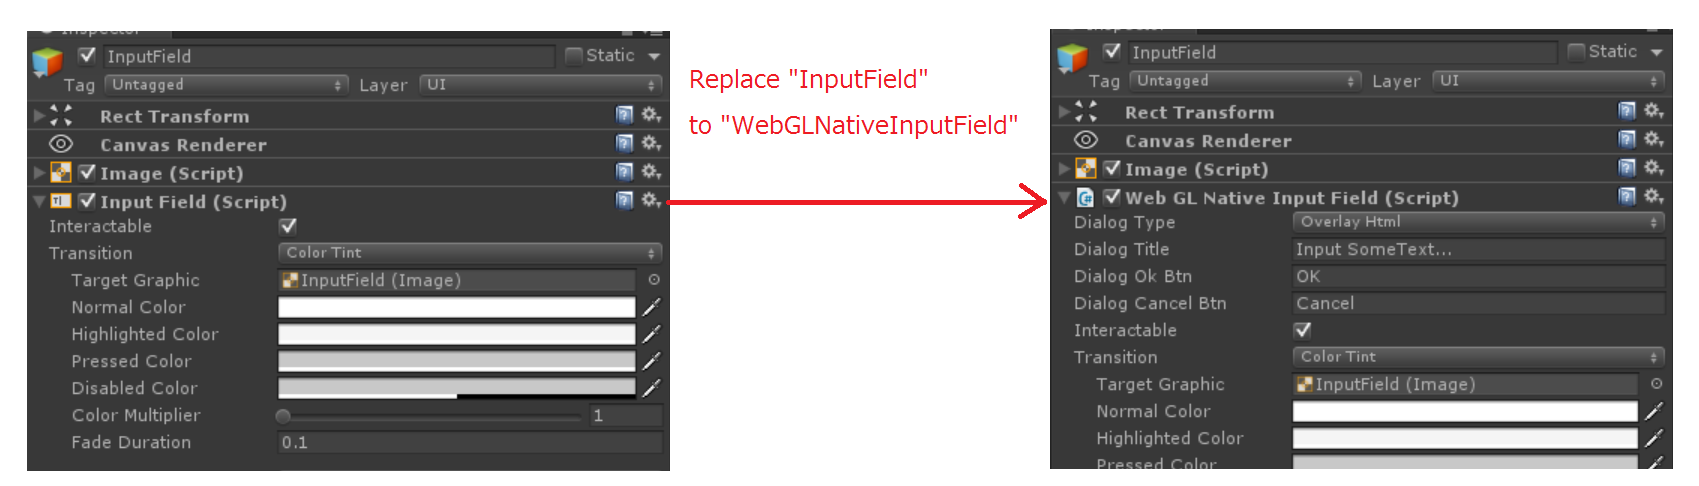 Inspector
InputField
Static
Tag Untagged Layer UI
Rect Transform
Canvas Renderer
Image (Script)
Input Field (Script)
Interactable
Transition Color Tint
Target Graphic InputField (Image)
Normal Color
Highlighted Color
Pressed Color
Disabled Color
Color Multiplier 1
Fade Duration 0.1
Replace "InputField"
to "WebGLNativeInputField"
Inspector
InputField
Static
Tag Untagged Layer UI
Rect Transform
Canvas Renderer
Image (Script)
Web GL Native Input Field (Script)
Dialog Type Overlay Html
Dialog Title Input SomeText...
Dialog Ok Btn OK
Dialog Cancel Btn Cancel
Interactable
Transition Color Tint
Target Graphic InputField (Image)
Normal Color
Highlighted Color
Pressed Color